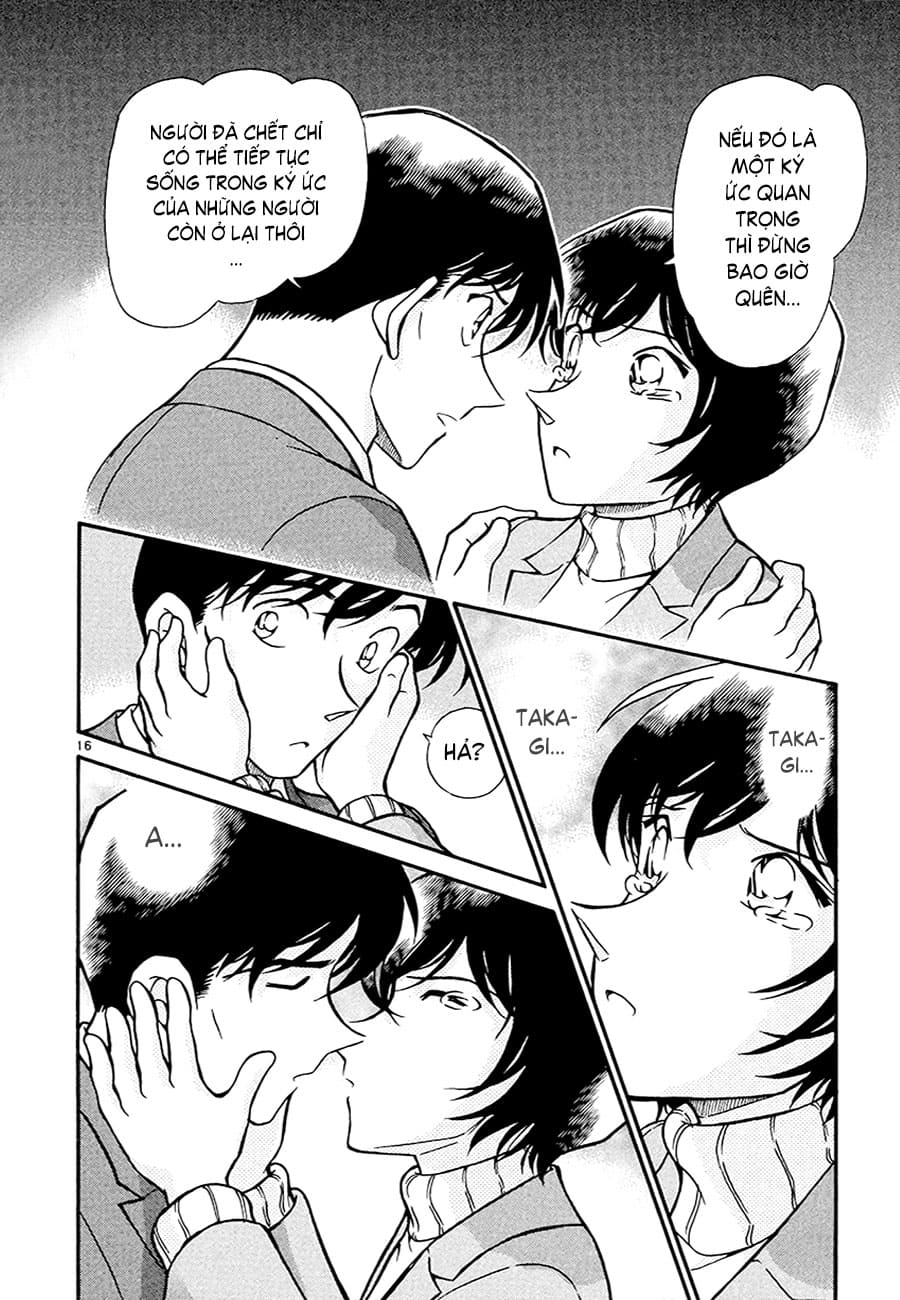 NẾU ĐÓ LÀ
MỘT KÝ
ỨC QUAN
TRỌNG
THÌ ĐỪNG
BAO GIỜ
QUÊN...
NGƯỜI ĐÃ CHẾT CHỈ
CÓ THỂ TIẾP TỤC
SỐNG TRONG KÝ ỨC
CỦA NHỮNG NGƯỜI
CÒN Ở LẠI THÔI
...
TAKA-
GI...
TAKA-
GI...
HẢ?
16
A...